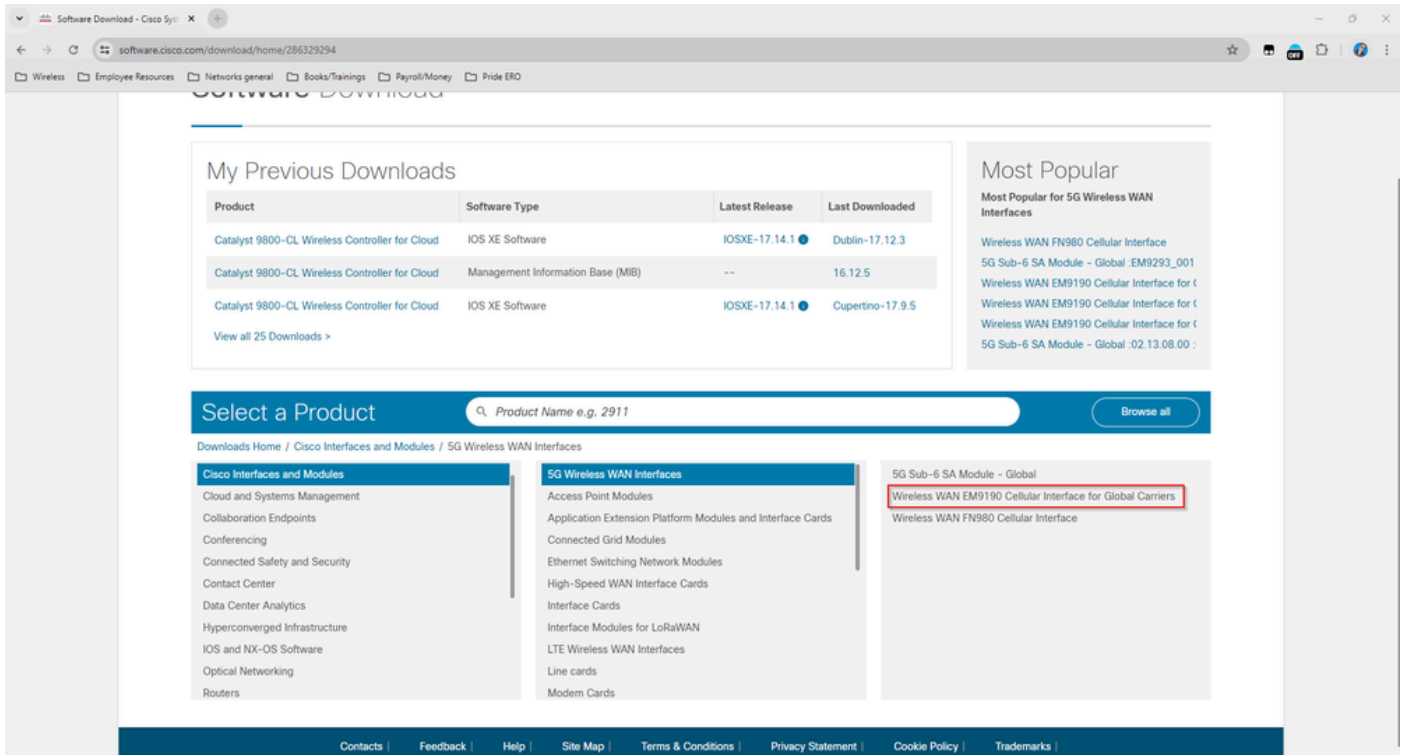 Software Download - Cisco Syst
software.cisco.com/download/home/286329294
OFF
Wireless Employee Resources Networks general Books/Trainings Payroll/Money Pride ERO
Software Download
My Previous Downloads
Product Software Type Latest Release Last Downloaded
Catalyst 9800-CL Wireless Controller for Cloud IOS XE Software IOSXE-17.14.1 Dublin-17.12.3
Catalyst 9800-CL Wireless Controller for Cloud Management Information Base (MIB) -- 16.12.5
Catalyst 9800-CL Wireless Controller for Cloud IOS XE Software IOSXE-17.14.1 Cupertino-17.9.5
View all 25 Downloads >
Most Popular
Most Popular for 5G Wireless WAN
Interfaces
Wireless WAN FN980 Cellular Interface
5G Sub-6 SA Module - Global :EM9293_001
Wireless WAN EM9190 Cellular Interface for (
Wireless WAN EM9190 Cellular Interface for (
Wireless WAN EM9190 Cellular Interface for (
5G Sub-6 SA Module - Global :02.13.08.00 :
Select a Product
Product Name e.g. 2911
Browse all
Downloads Home / Cisco Interfaces and Modules / 5G Wireless WAN Interfaces
Cisco Interfaces and Modules
Cloud and Systems Management
Collaboration Endpoints
Conferencing
Connected Safety and Security
Contact Center
Data Center Analytics
Hyperconverged Infrastructure
IOS and NX-OS Software
Optical Networking
Routers
5G Wireless WAN Interfaces
Access Point Modules
Application Extension Platform Modules and Interface Cards
Connected Grid Modules
Ethernet Switching Network Modules
High-Speed WAN Interface Cards
Interface Cards
Interface Modules for LoRaWAN
LTE Wireless WAN Interfaces
Line cards
Modem Cards
5G Sub-6 SA Module - Global
Wireless WAN EM9190 Cellular Interface for Global Carriers
Wireless WAN FN980 Cellular Interface
Contacts | Feedback | Help | Site Map | Terms & Conditions | Privacy Statement | Cookie Policy | Trademarks |